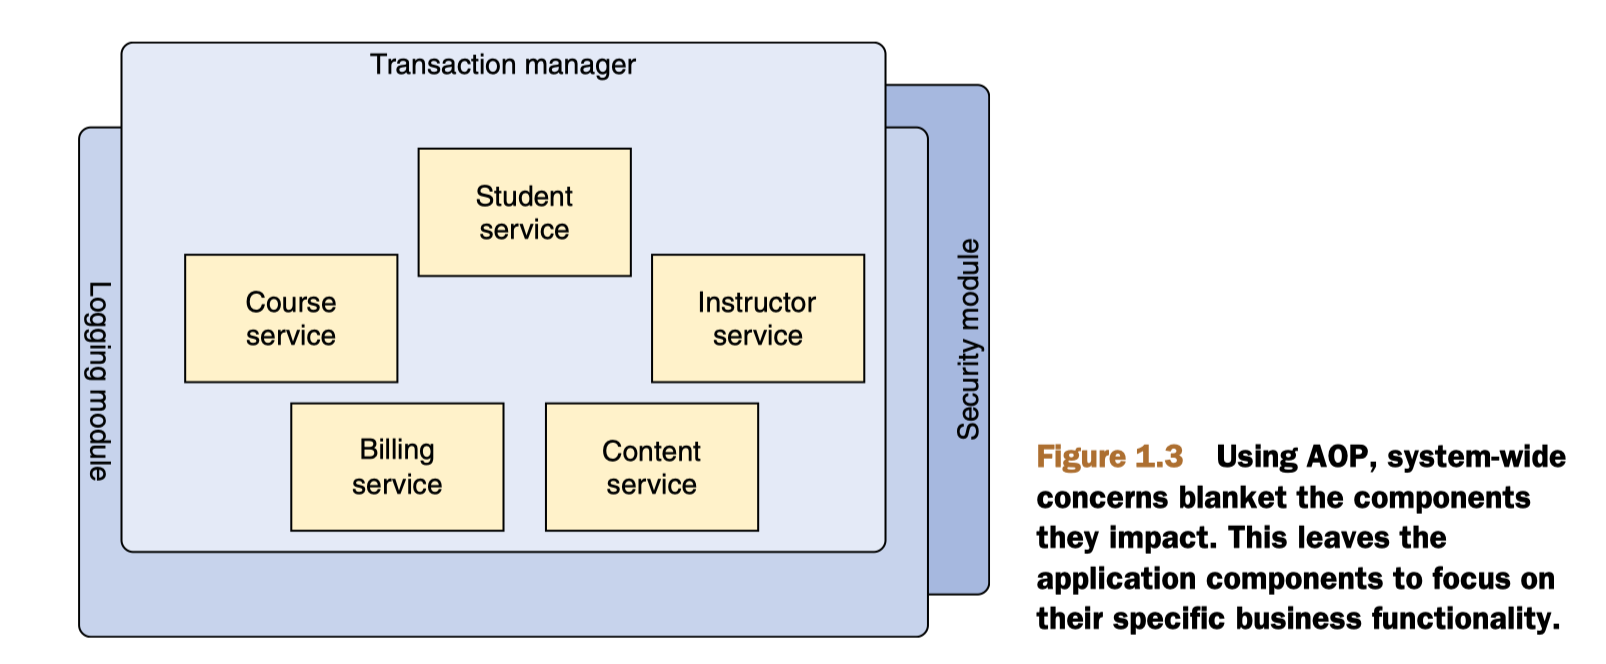 Transaction manager
Student
service
Course
service
Instructor
service
Billing
service
Content
service
Logging module
Security module
Figure 1.3 Using AOP, system-wide
concerns blanket the components
they impact. This leaves the
application components to focus on
their specific business functionality.